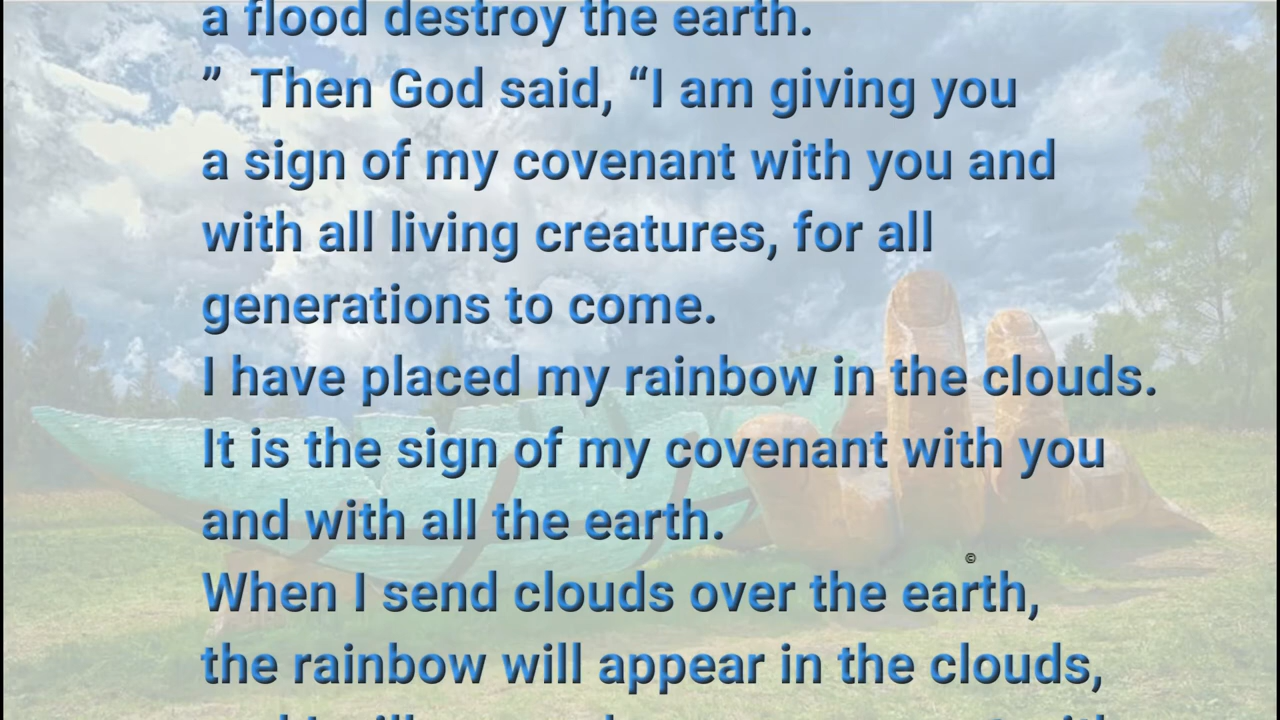 a flood destroy the earth.
”  Then God said, “I am giving you
a sign of my covenant with you and
with all living creatures, for all
generations to come.
I have placed my rainbow in the clouds.
It is the sign of my covenant with you
and with all the earth.
©
When I send clouds over the earth,
the rainbow will appear in the clouds,